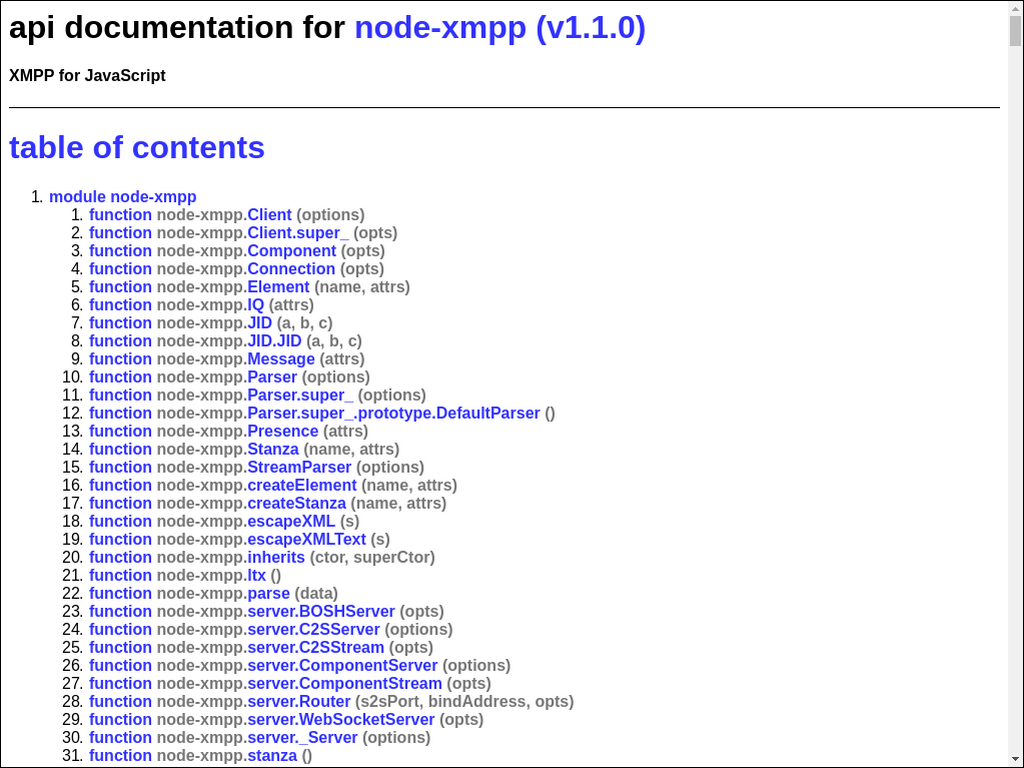 api documentation for node-xmpp (v1.1.0)
XMPP for JavaScript
table of contents
1. module node-xmpp
1. function node-xmpp.Client (options)
2. function node-xmpp.Client.super_ (opts)
3. function node-xmpp.Component (opts)
4. function node-xmpp.Connection (opts)
5. function node-xmpp.Element (name, attrs)
6. function node-xmpp.IQ (attrs)
7. function node-xmpp.JID (a, b, c)
8. function node-xmpp.JID.JID (a, b, c)
9. function node-xmpp.Message (attrs)
10. function node-xmpp.Parser (options)
11. function node-xmpp.Parser.super_ (options)
12. function node-xmpp.Parser.super_.prototype.DefaultParser ()
13. function node-xmpp.Presence (attrs)
14. function node-xmpp.Stanza (name, attrs)
15. function node-xmpp.StreamParser (options)
16. function node-xmpp.createElement (name, attrs)
17. function node-xmpp.createStanza (name, attrs)
18. function node-xmpp.escapeXML (s)
19. function node-xmpp.escapeXMLText (s)
20. function node-xmpp.inherits (ctor, superCtor)
21. function node-xmpp.ltx ()
22. function node-xmpp.parse (data)
23. function node-xmpp.server.BOSHServer (opts)
24. function node-xmpp.server.C2SServer (options)
25. function node-xmpp.server.C2SStream (opts)
26. function node-xmpp.server.ComponentServer (options)
27. function node-xmpp.server.ComponentStream (opts)
28. function node-xmpp.server.Router (s2sPort, bindAddress, opts)
29. function node-xmpp.server.WebSocketServer (opts)
30. function node-xmpp.server._Server (options)
31. function node-xmpp.stanza ()